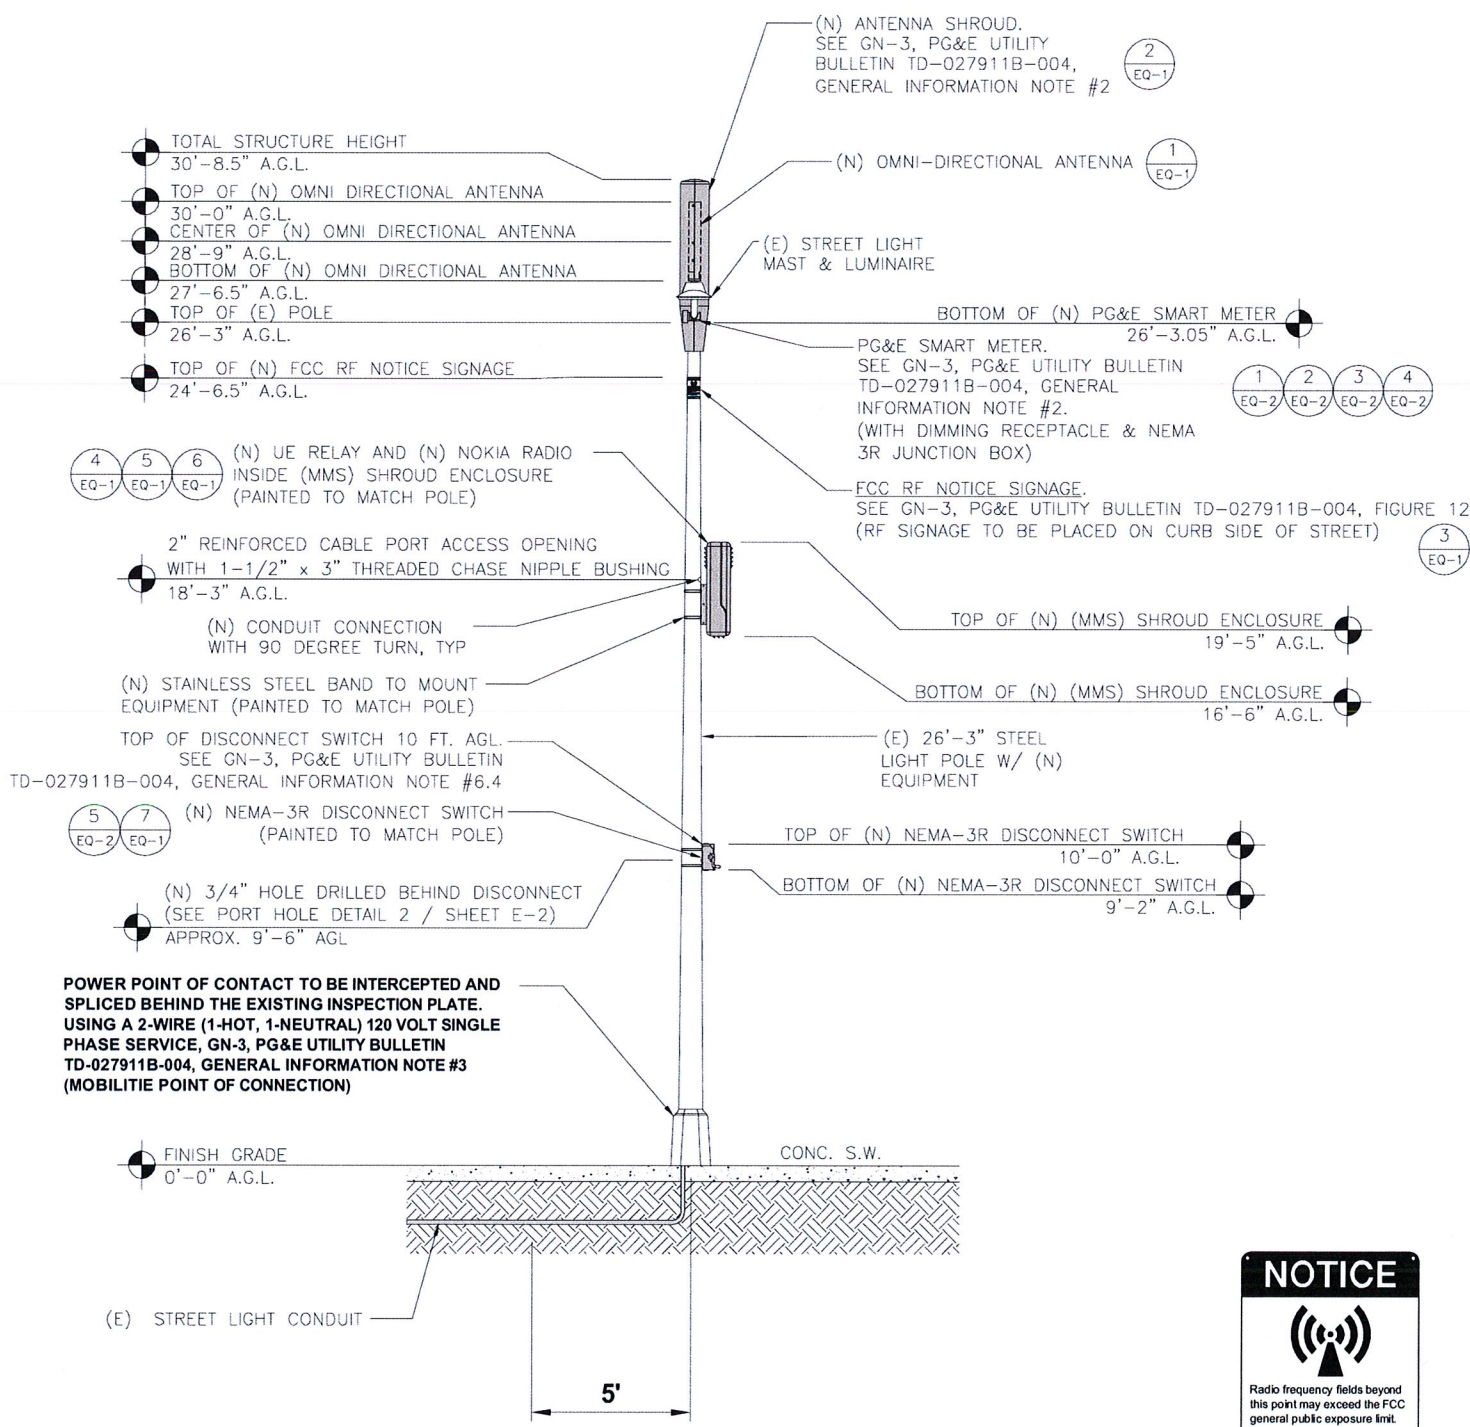 (N) ANTENNA SHROUD.
SEE GN-3, PG&E UTILITY
BULLETIN TD-027911B-004,
GENERAL INFORMATION NOTE #2
2
EQ-1
TOTAL STRUCTURE HEIGHT
30'-8.5" A.G.L.
(N) OMNI-DIRECTIONAL ANTENNA
1
EQ-1
TOP OF (N) OMNI DIRECTIONAL ANTENNA
30'-0" A.G.L.
CENTER OF (N) OMNI DIRECTIONAL ANTENNA
28'-9" A.G.L.
(E) STREET LIGHT
MAST & LUMINAIRE
BOTTOM OF (N) OMNI DIRECTIONAL ANTENNA
27'-6.5" A.G.L.
TOP OF (E) POLE
26'-3" A.G.L.
BOTTOM OF (N) PG&E SMART METER
26'-3.05" A.G.L.
PG&E SMART METER.
SEE GN-3, PG&E UTILITY BULLETIN
TD-027911B-004, GENERAL
INFORMATION NOTE #2.
(WITH DIMMING RECEPTACLE & NEMA
3R JUNCTION BOX)
1
EQ-2
2
EQ-2
3
EQ-2
4
EQ-2
TOP OF (N) FCC RF NOTICE SIGNAGE
24'-6.5" A.G.L.
4
EQ-1
5
EQ-1
6
EQ-1
(N) UE RELAY AND (N) NOKIA RADIO
INSIDE (MMS) SHROUD ENCLOSURE
(PAINTED TO MATCH POLE)
FCC RF NOTICE SIGNAGE.
SEE GN-3, PG&E UTILITY BULLETIN TD-027911B-004, FIGURE 12
(RF SIGNAGE TO BE PLACED ON CURB SIDE OF STREET)
3
EQ-1
2" REINFORCED CABLE PORT ACCESS OPENING
WITH 1-1/2" x 3" THREADED CHASE NIPPLE BUSHING
18'-3" A.G.L.
(N) CONDUIT CONNECTION
WITH 90 DEGREE TURN, TYP
TOP OF (N) (MMS) SHROUD ENCLOSURE
19'-5" A.G.L.
(N) STAINLESS STEEL BAND TO MOUNT
EQUIPMENT (PAINTED TO MATCH POLE)
BOTTOM OF (N) (MMS) SHROUD ENCLOSURE
16'-6" A.G.L.
TOP OF DISCONNECT SWITCH 10 FT. AGL.
SEE GN-3, PG&E UTILITY BULLETIN
TD-027911B-004, GENERAL INFORMATION NOTE #6.4
(E) 26'-3" STEEL
LIGHT POLE W/ (N)
EQUIPMENT
5
EQ-2
7
EQ-1
(N) NEMA-3R DISCONNECT SWITCH
(PAINTED TO MATCH POLE)
TOP OF (N) NEMA-3R DISCONNECT SWITCH
10'-0" A.G.L.
BOTTOM OF (N) NEMA-3R DISCONNECT SWITCH
9'-2" A.G.L.
(N) 3/4" HOLE DRILLED BEHIND DISCONNECT
(SEE PORT HOLE DETAIL 2 / SHEET E-2)
APPROX. 9'-6" AGL
POWER POINT OF CONTACT TO BE INTERCEPTED AND
SPLICED BEHIND THE EXISTING INSPECTION PLATE.
USING A 2-WIRE (1-HOT, 1-NEUTRAL) 120 VOLT SINGLE
PHASE SERVICE, GN-3, PG&E UTILITY BULLETIN
TD-027911B-004, GENERAL INFORMATION NOTE #3
(MOBILITIE POINT OF CONNECTION)
FINISH GRADE
0'-0" A.G.L.
CONC. S.W.
(E) STREET LIGHT CONDUIT
5'
NOTICE
Radio frequency fields beyond
this point may exceed the FCC
general public exposure limit.